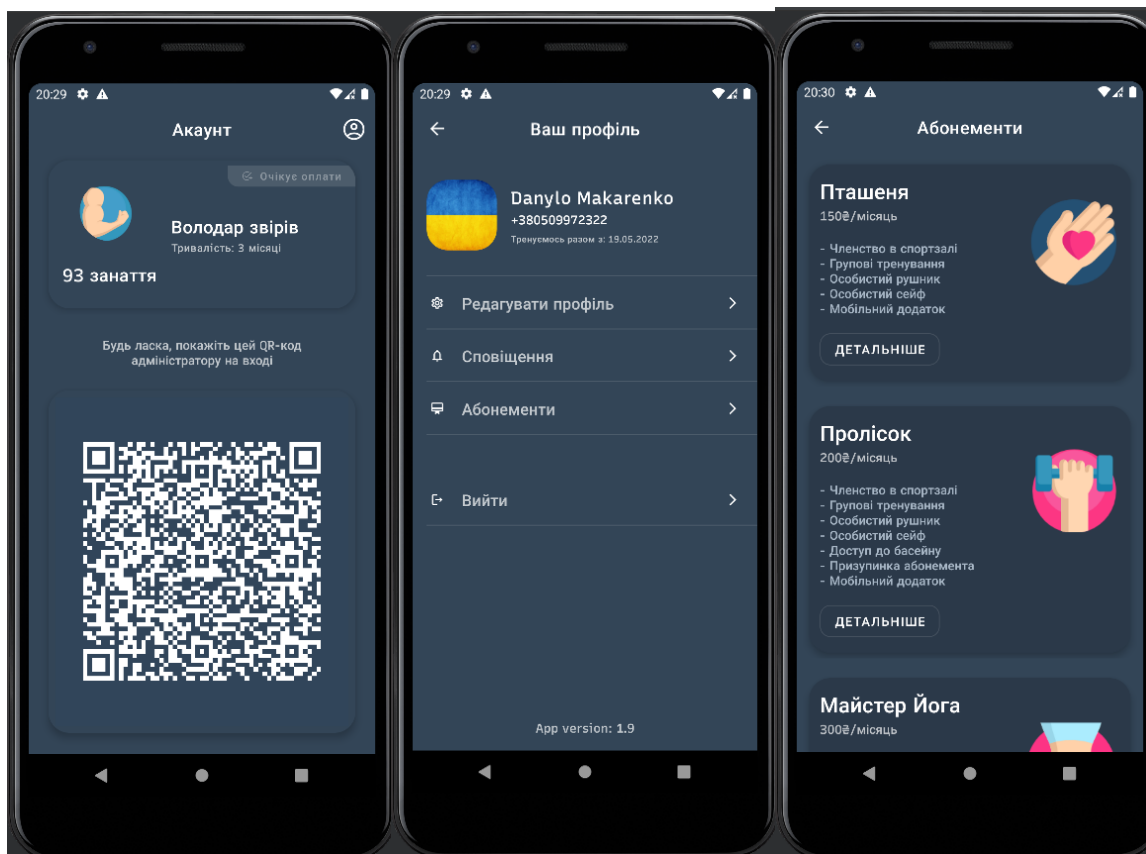 20:29
Акаунт
Очікує оплати
Володар звірів
Тривалість: 3 місяці
93 занаття
Будь ласка, покажіть цей QR-код
адміністратору на вході
20:29
Ваш профіль
Danylo Makarenko
+380509972322
Тренуємось разом з: 19.05.2022
Редагувати профіль
Сповіщення
Абонементи
Вийти
App version: 1.9
20:30
Абонементи
Пташеня
150₴/місяць
- Членство в спортзалі
- Групові тренування
- Особистий рушник
- Особистий сейф
- Мобільний додаток
ДЕТАЛЬНІШЕ
Пролісок
200₴/місяць
- Членство в спортзалі
- Групові тренування
- Особистий рушник
- Особистий сейф
- Доступ до басейну
- Призупинка абонемента
- Мобільний додаток
ДЕТАЛЬНІШЕ
Майстер Йога
300₴/місяць